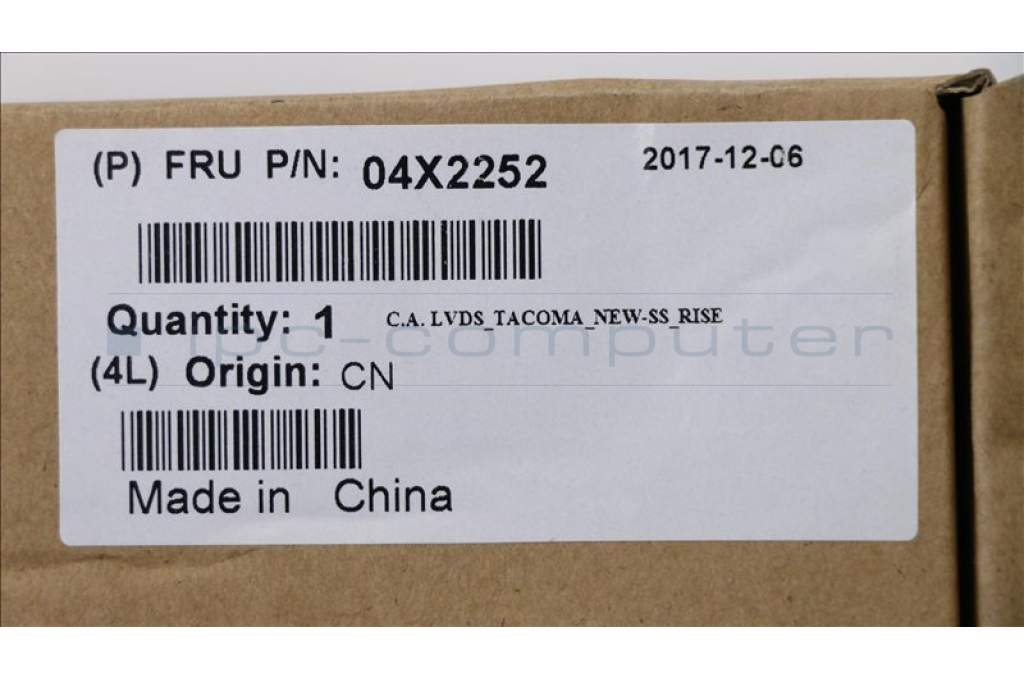 (P) FRU P/N: 04X2252 2017-12-06
Quantity: 1 C.A. LVDS_TACOMA_NEW-SS_RISE
ipc-computer
(4L) Origin: CN
Made in China